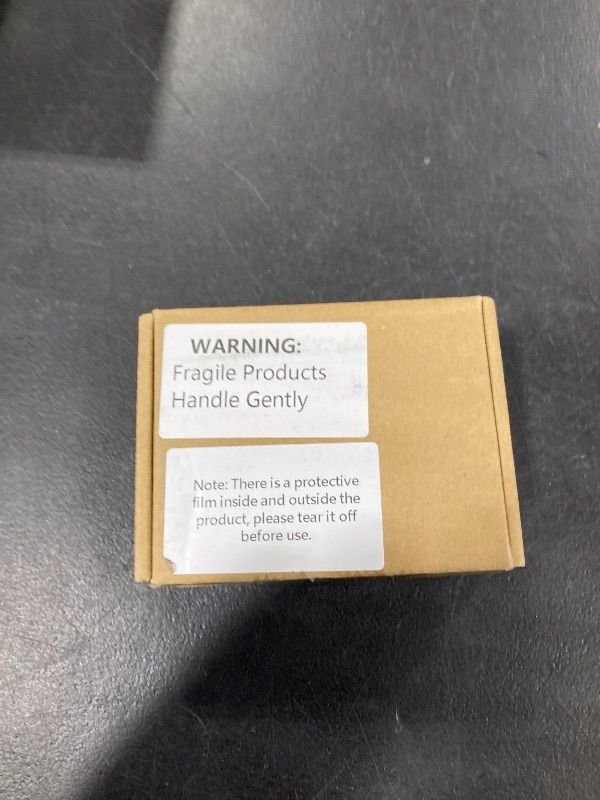 WARNING:
Fragile Products
Handle Gently
Note: There is a protective
film inside and outside the
product, please tear it off
before use.